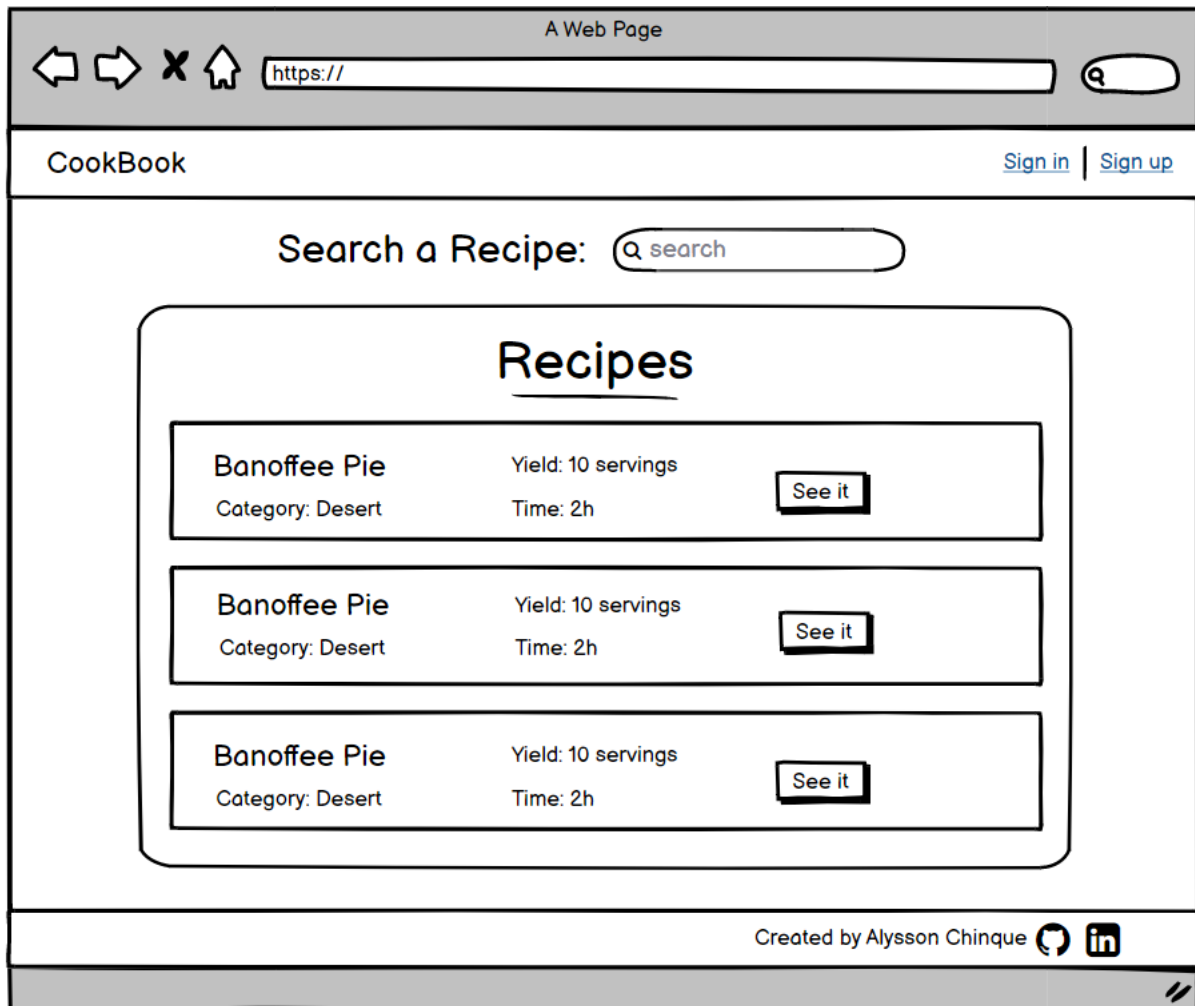 A Web Page
https://
CookBook
Sign in | Sign up
Search a Recipe: search
Recipes
Banoffee Pie
Yield: 10 servings
Category: Desert
Time: 2h
See it
Banoffee Pie
Yield: 10 servings
Category: Desert
Time: 2h
See it
Banoffee Pie
Yield: 10 servings
Category: Desert
Time: 2h
See it
Created by Alysson Chinque
in